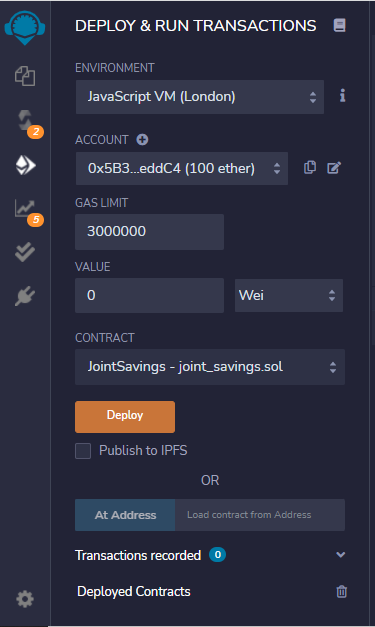 DEPLOY & RUN TRANSACTIONS
ENVIRONMENT
JavaScript VM (London)
2
ACCOUNT
0x5B3...eddC4 (100 ether)
GAS LIMIT
5
3000000
VALUE
0 Wei
CONTRACT
JointSavings - joint_savings.sol
Deploy
Publish to IPFS
OR
At Address Load contract from Address
Transactions recorded 0
Deployed Contracts